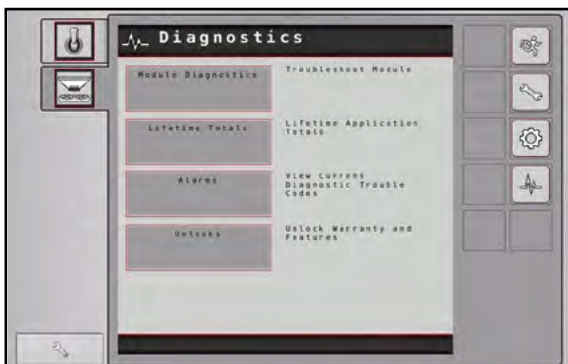 Diagnostics
Module Diagnostics
Troubleshoot Module
Lifetime Totals
Lifetime Application
Totals
Alarms
View Current
Diagnostic Trouble
Codes
Unlocks
Unlock Warranty and
Features